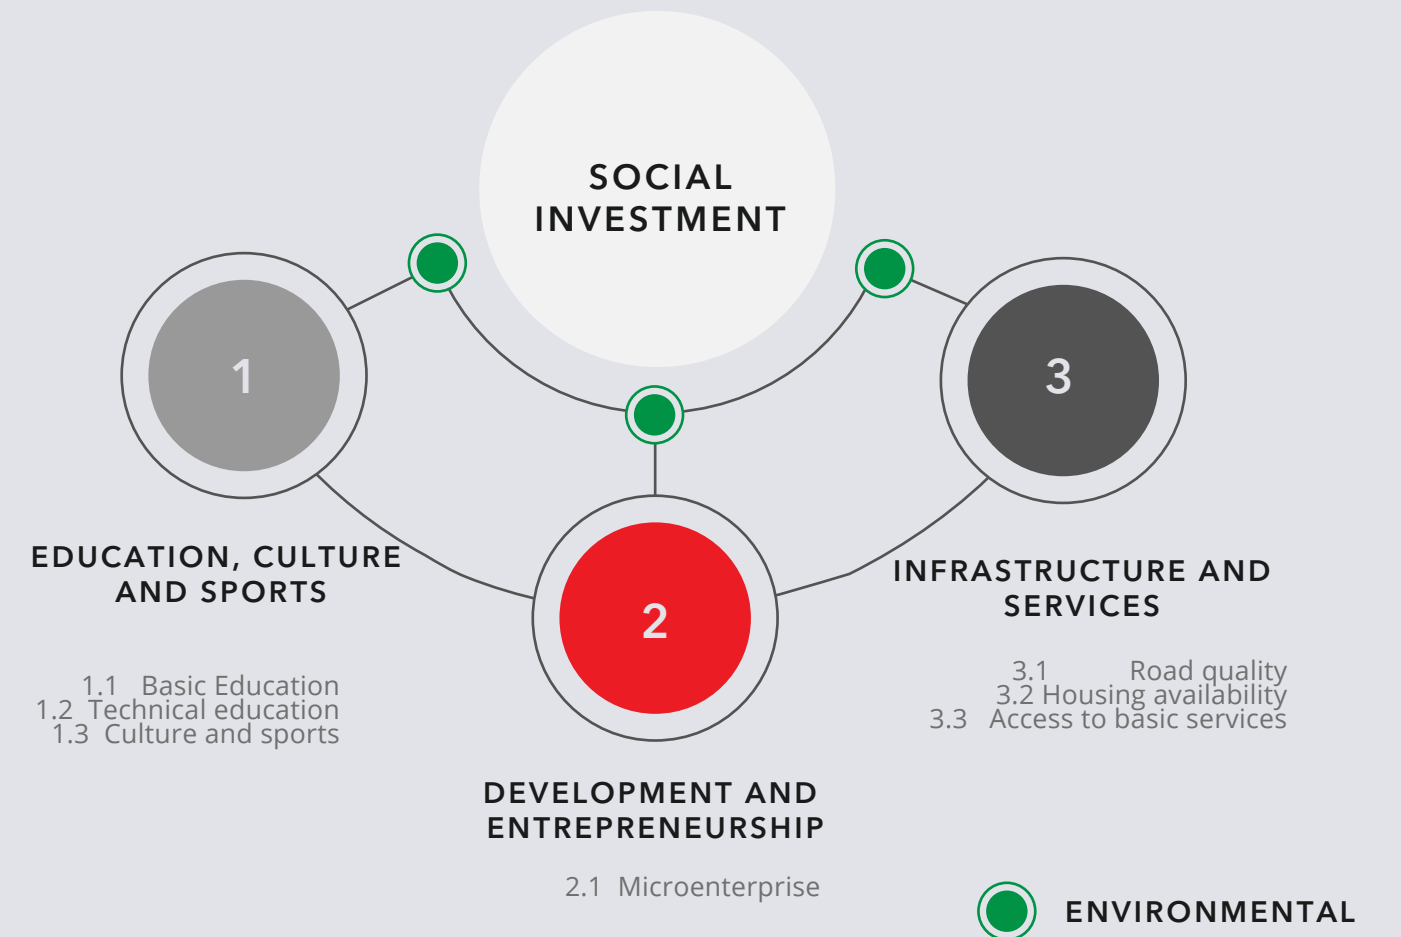 SOCIAL
INVESTMENT
1
3
2
EDUCATION, CULTURE
AND SPORTS
1.1 Basic Education
1.2 Technical education
1.3 Culture and sports
INFRASTRUCTURE AND
SERVICES
3.1 Road quality
3.2 Housing availability
3.3 Access to basic services
DEVELOPMENT AND
ENTREPRENEURSHIP
2.1 Microenterprise
ENVIRONMENTAL